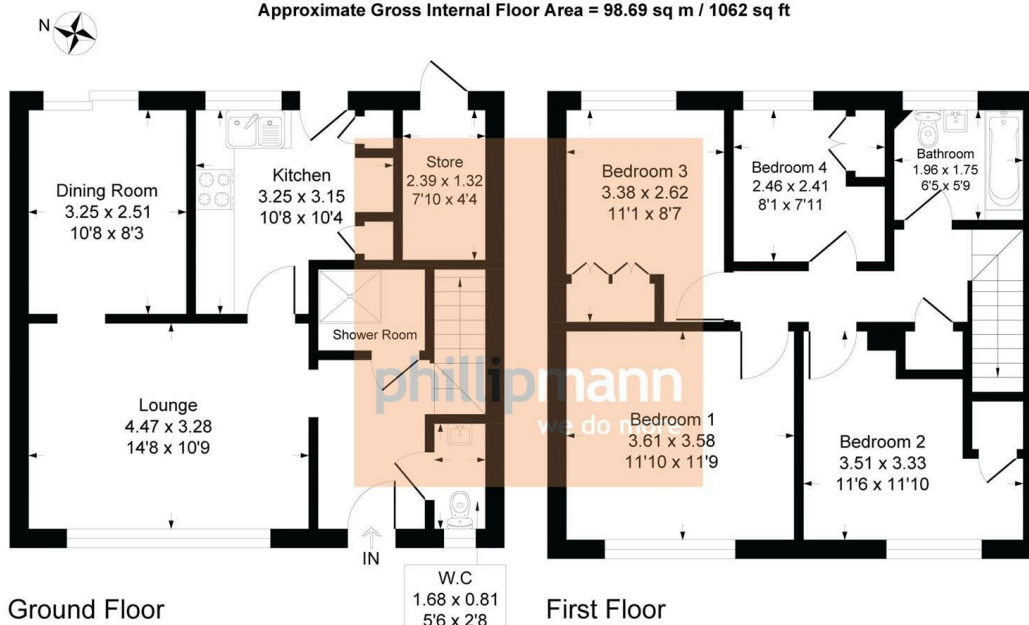 Approximate Gross Internal Floor Area = 98.69 sq m / 1062 sq ft
N
Dining Room
3.25 x 2.51
10'8 x 8'3
Kitchen
3.25 x 3.15
10'8 x 10'4
Store
2.39 x 1.32
7'10 x 4'4
Shower Room
Lounge
4.47 x 3.28
14'8 x 10'9
IN
W.C
1.68 x 0.81
5'6 x 2'8
Ground Floor
Bedroom 3
3.38 x 2.62
11'1 x 8'7
Bedroom 4
2.46 x 2.41
8'1 x 7'11
Bathroom
1.96 x 1.75
6'5 x 5'9
Bedroom 1
3.61 x 3.58
11'10 x 11'9
Bedroom 2
3.51 x 3.33
11'6 x 11'10
First Floor
phillipmann
we do more